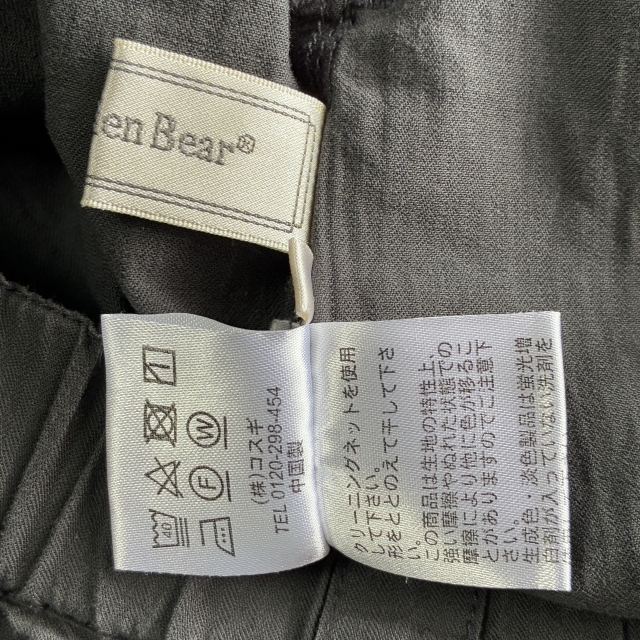 en Bear®
40
F
W
(株)コスギ
TEL 0120-298-454
中国製
クリーニングネットを使用
して下さい。
形をととのえて干して下さ
い。
この商品は生地の特性上、
強い摩擦やぬれた状態での
摩擦により他に色が移るこ
とがありますのでご注意下
さい。
生成色・淡色製品は蛍光増
白剤が入っていない洗剤を